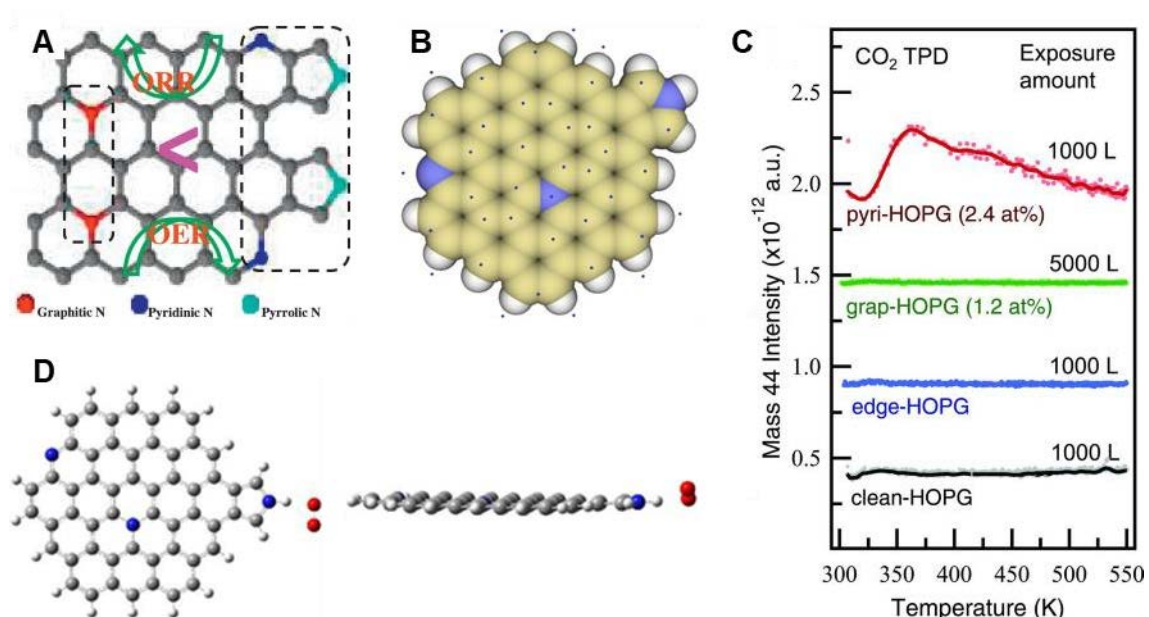 A
ORR
<
OER
Graphitic N
Pyridinic N
Pyrrolic N
B
C
CO2 TPD
Exposure
amount
1000 L
pyri-HOPG (2.4 at%)
5000 L
grap-HOPG (1.2 at%)
1000 L
edge-HOPG
1000 L
clean-HOPG
2.5
2.0
1.5
1.0
0.5
Mass 44 Intensity (x10-12 a.u.)
300 350 400 450 500 550
Temperature (K)
D